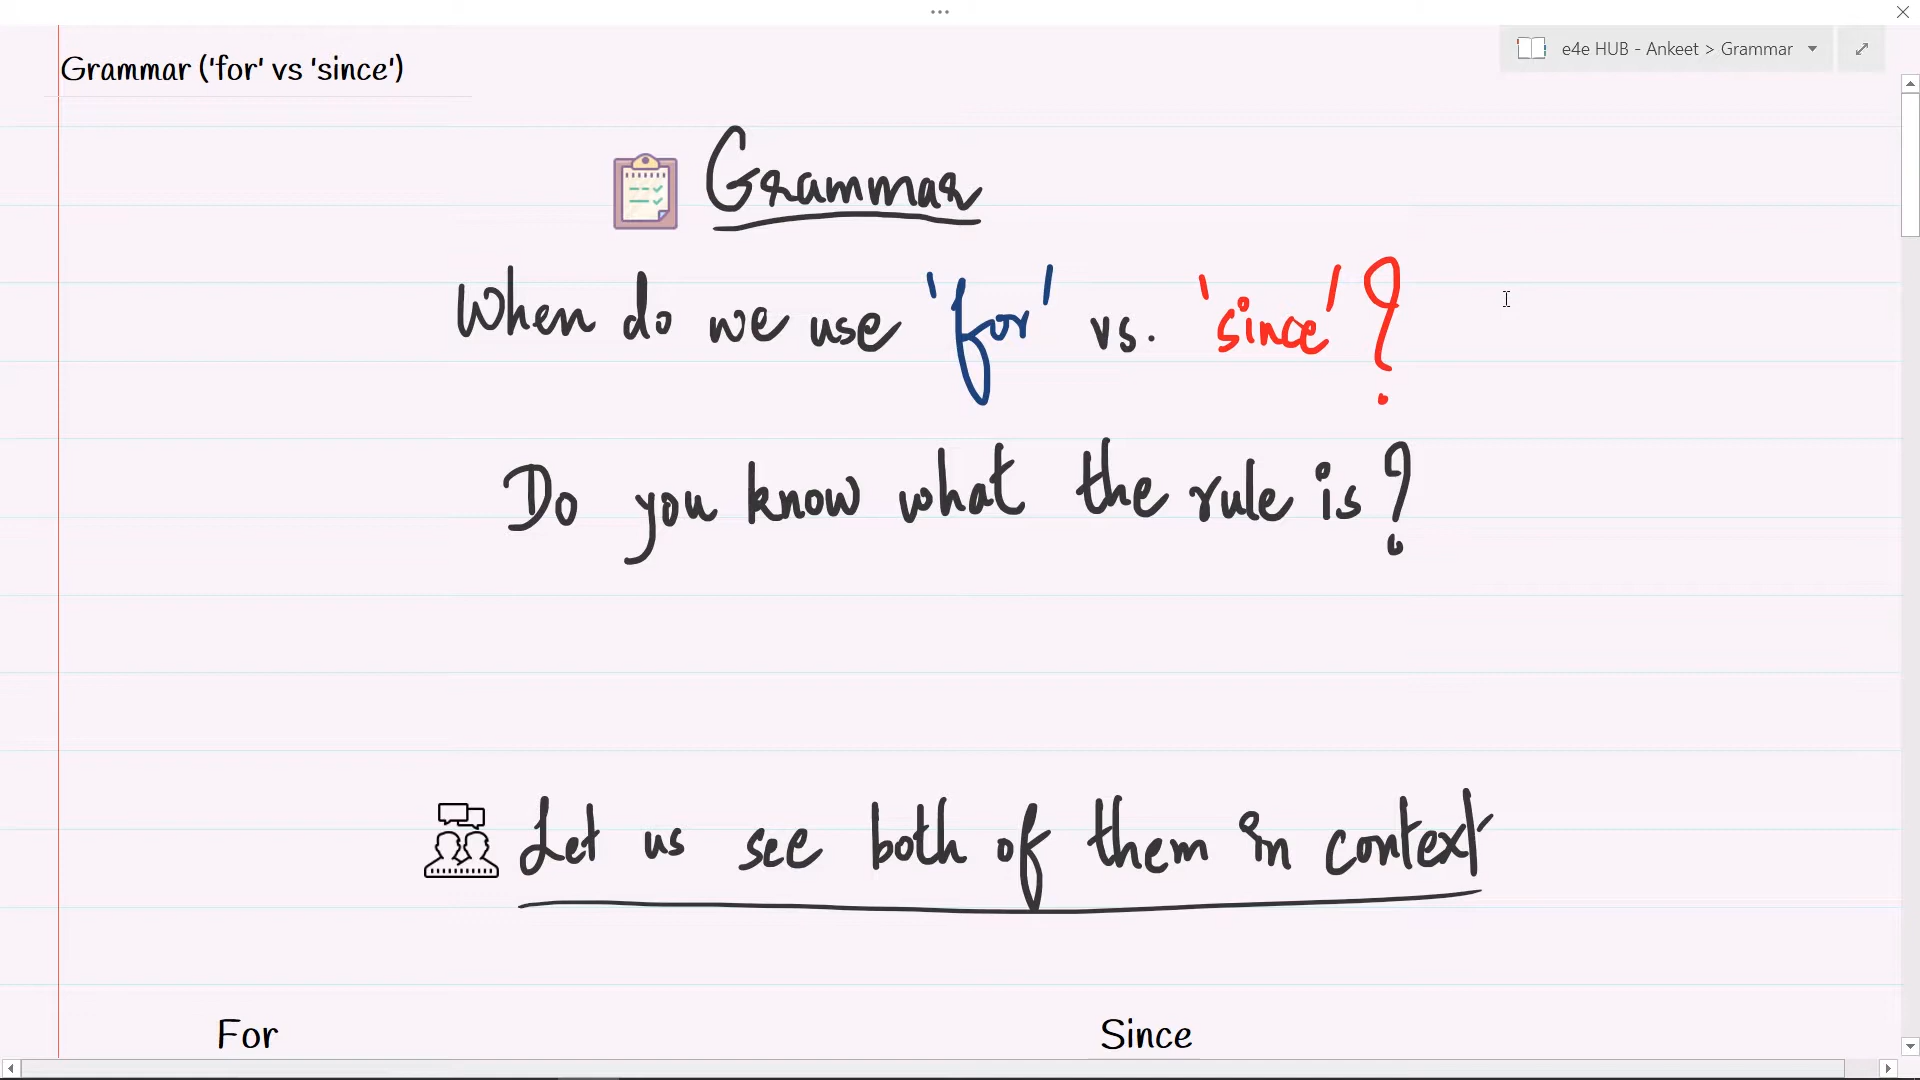 e4e HUB - Ankeet > Grammar
Grammar ('for' vs 'since')
Grammar
When do we use 'for' vs. 'since'?
Do you know what the rule is?
Let us see both of them in context
For Since